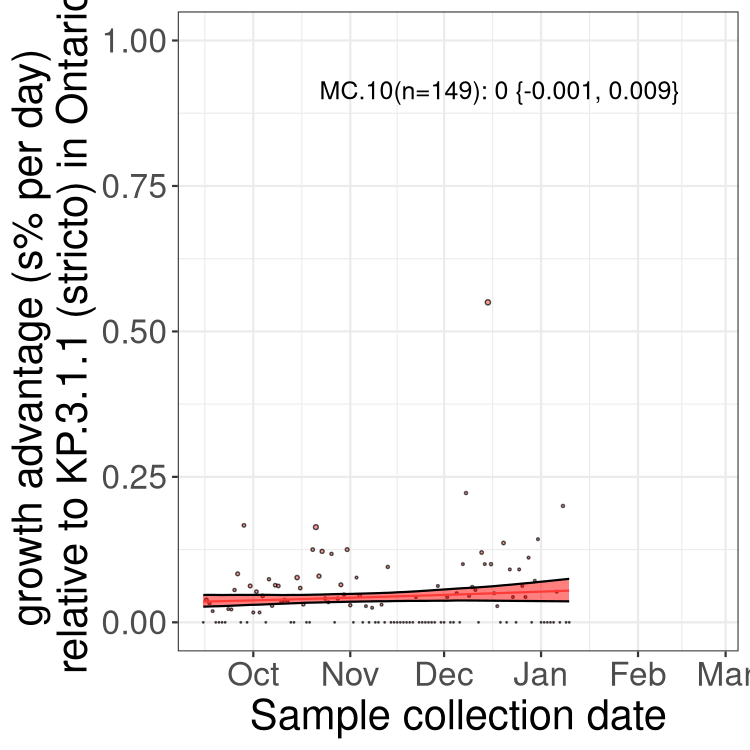 growth advantage (s% per day)
relative to KP.3.1.1 (stricto) in Ontario
1.00
0.75
0.50
0.25
0.00
MC.10(n=149): 0 {-0.001, 0.009}
Oct Nov Dec Jan Feb Mar
Sample collection date